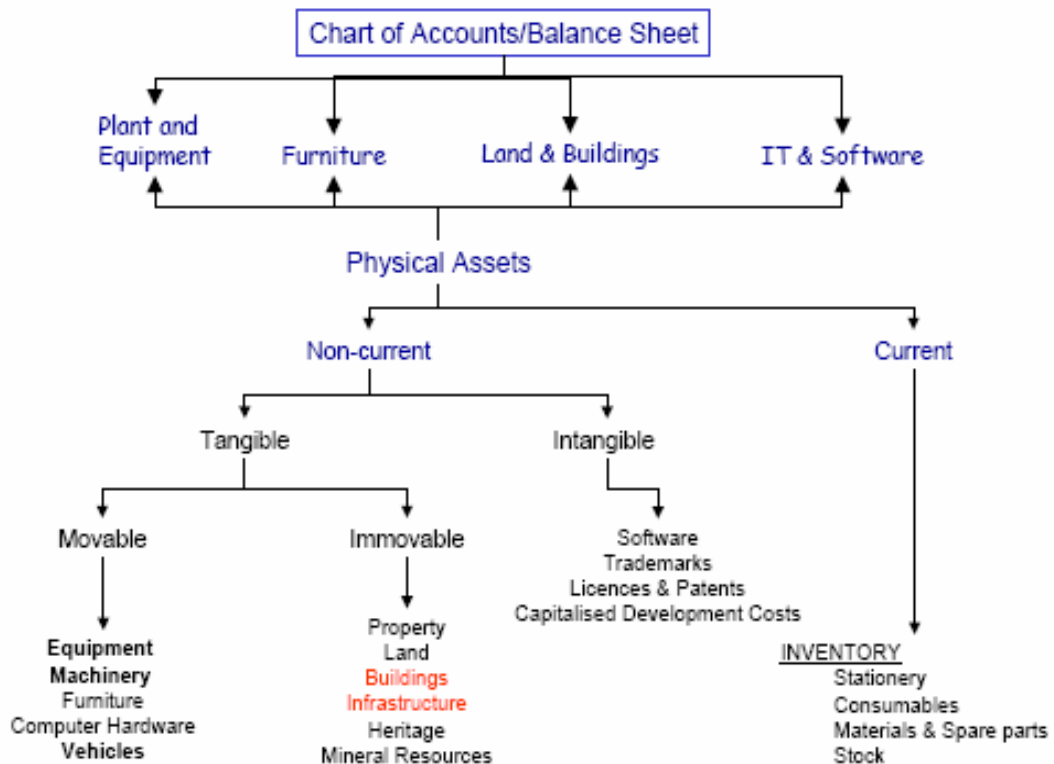 Chart of Accounts/Balance Sheet
Plant and
Equipment
Furniture
Land & Buildings
IT & Software
Physical Assets
Non-current
Current
Tangible
Intangible
Movable
Immovable
Software
Trademarks
Licences & Patents
Capitalised Development Costs
Equipment
Machinery
Furniture
Computer Hardware
Vehicles
Property
Land
Buildings
Infrastructure
Heritage
Mineral Resources
INVENTORY
Stationery
Consumables
Materials & Spare parts
Stock